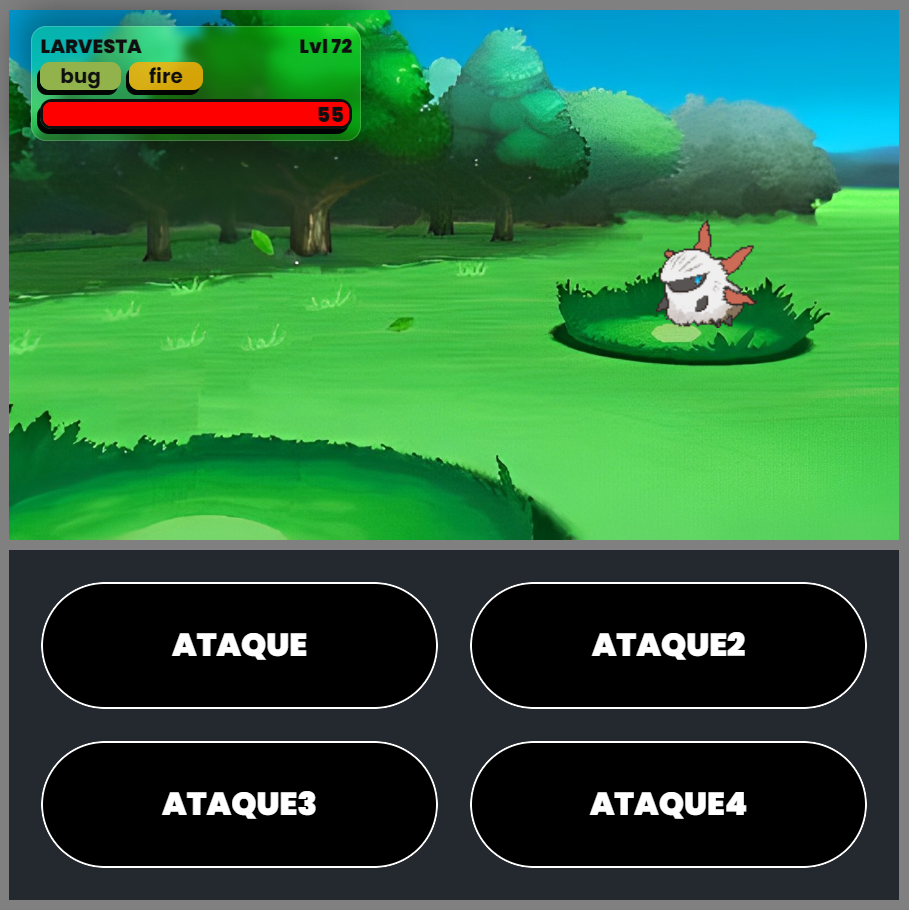 LARVESTA Lvl 72
bug fire
55
ATAQUE ATAQUE2
ATAQUE3 ATAQUE4